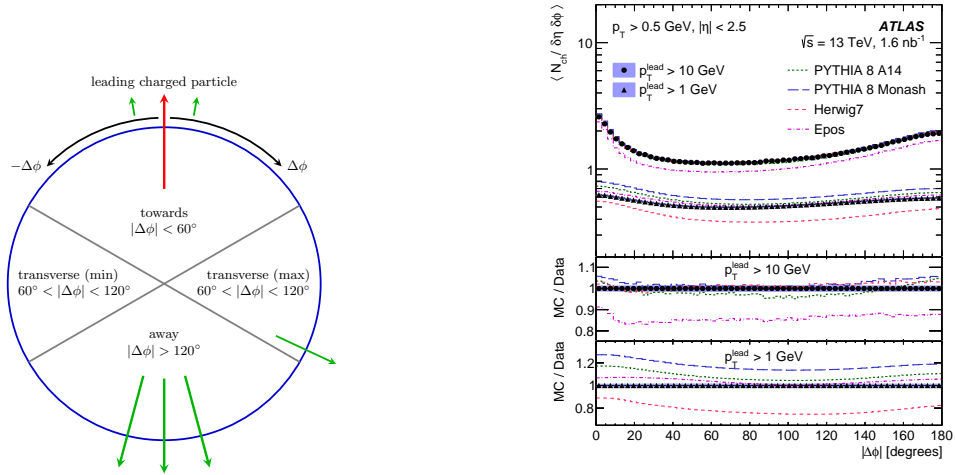 leading charged particle
−Δϕ
Δϕ
towards
|Δϕ| < 60°
transverse (min)
60° < |Δϕ| < 120°
transverse (max)
60° < |Δϕ| < 120°
away
|Δϕ| > 120°
⟨ N_ch / δη δϕ ⟩
10
1
p_T > 0.5 GeV, |η| < 2.5
ATLAS
√s = 13 TeV, 1.6 nb⁻¹
p_T^lead > 10 GeV
p_T^lead > 1 GeV
PYTHIA 8 A14
PYTHIA 8 Monash
Herwig7
Epos
MC / Data
1.1
1
0.9
0.8
p_T^lead > 10 GeV
MC / Data
1.2
1
0.8
p_T^lead > 1 GeV
0 20 40 60 80 100 120 140 160 180
|Δϕ| [degrees]